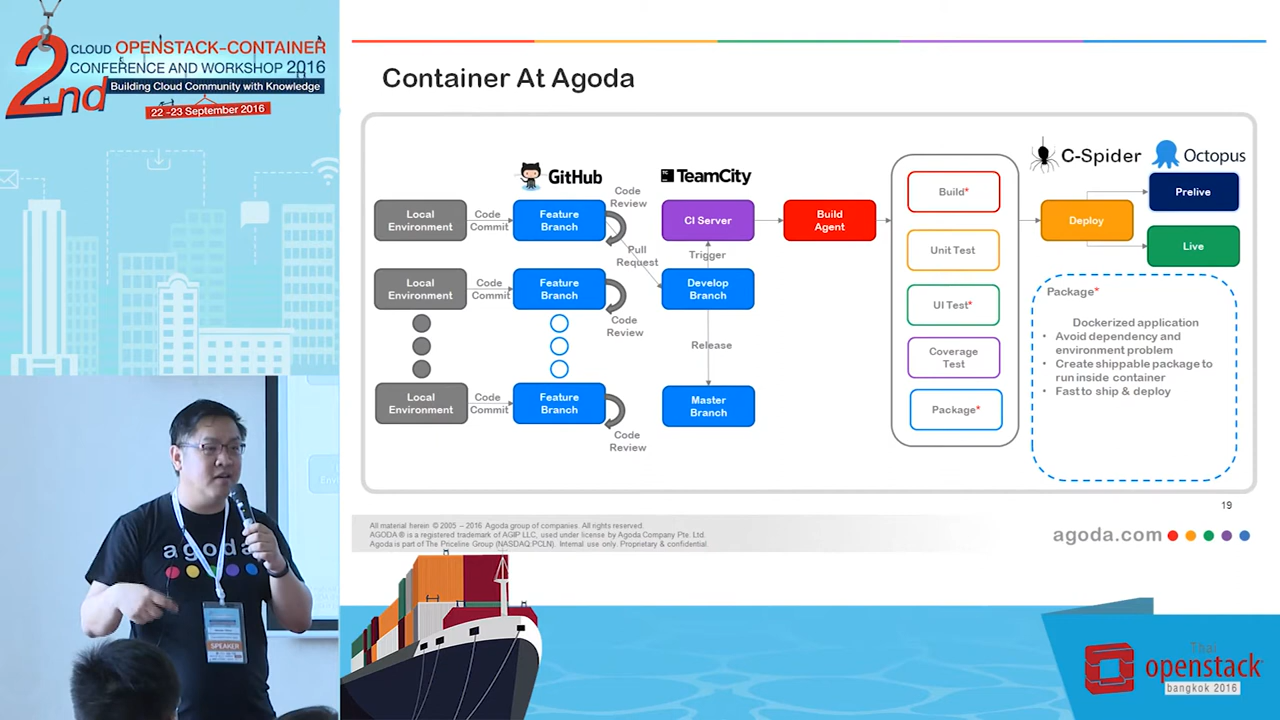 2nd
CLOUD OPENSTACK-CONTAINER
CONFERENCE AND WORKSHOP 2016
Building Cloud Community with Knowledge
22 -23 September 2016
Container At Agoda
GitHub
TeamCity
C-Spider
Octopus
Local
Environment
Code
Commit
Feature
Branch
Code
Review
Pull
Request
CI Server
Trigger
Build
Agent
Build*
Unit Test
UI Test*
Coverage
Test
Package*
Deploy
Prelive
Live
Local
Environment
Code
Commit
Feature
Branch
Code
Review
Develop
Branch
Release
Local
Environment
Code
Commit
Feature
Branch
Code
Review
Master
Branch
Package*
Dockerized application
• Avoid dependency and
environment problem
• Create shippable package to
run inside container
• Fast to ship & deploy
19
All material herein © 2005 – 2016 Agoda group of companies. All rights reserved.
AGODA ® is a registered trademark of AGIP LLC, used under license by Agoda Company Pte. Ltd.
Agoda is part of The Priceline Group (NASDAQ:PCLN). Internal use only. Proprietary & confidential.
agoda.com
agoda
SPEAKER
Thai
openstack
bangkok 2016